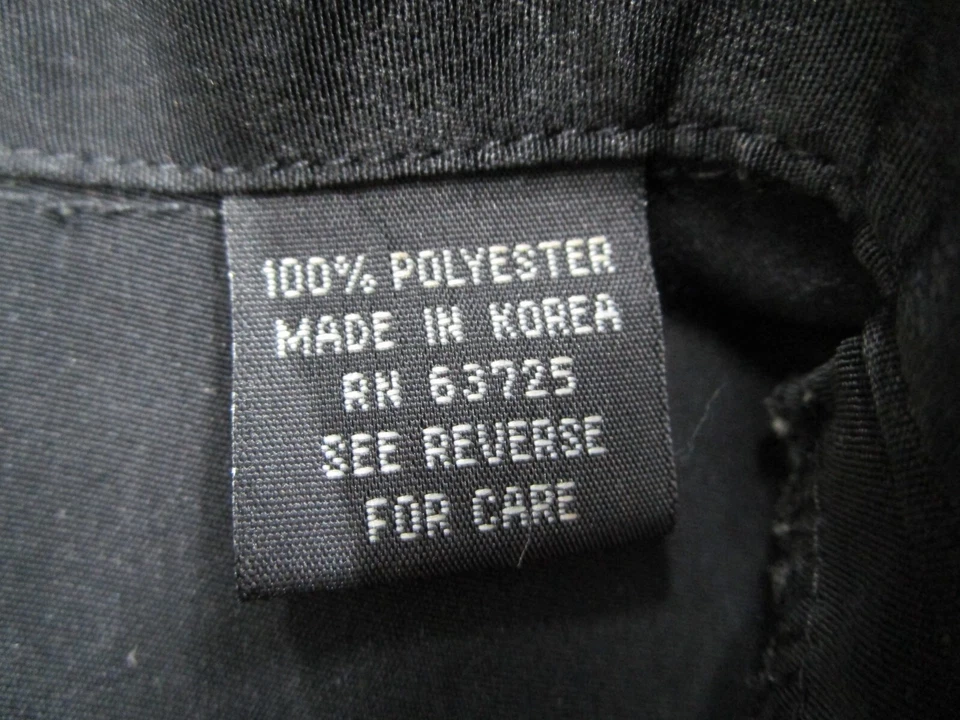 100% POLYESTER
MADE IN KOREA
RN 63725
SEE REVERSE
FOR CARE